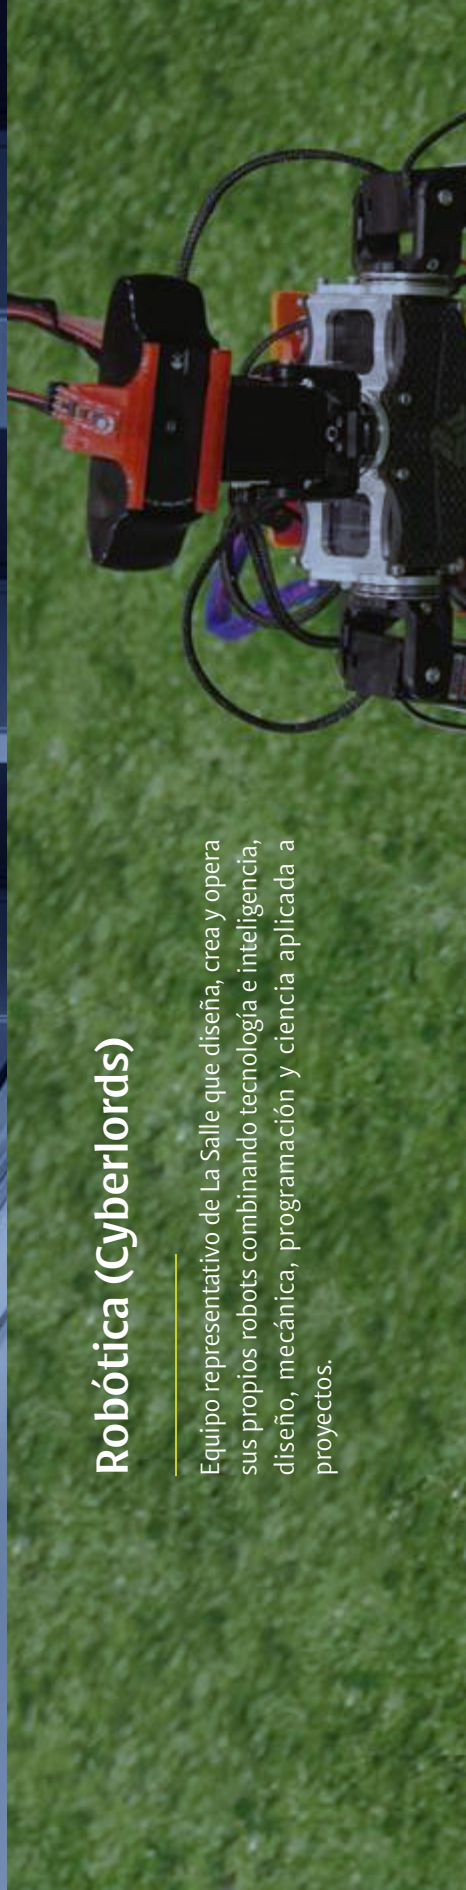 Robótica (Cyberlords)
Equipo representativo de La Salle que diseña, crea y opera
sus propios robots combinando tecnología e inteligencia,
diseño, mecánica, programación y ciencia aplicada a
proyectos.